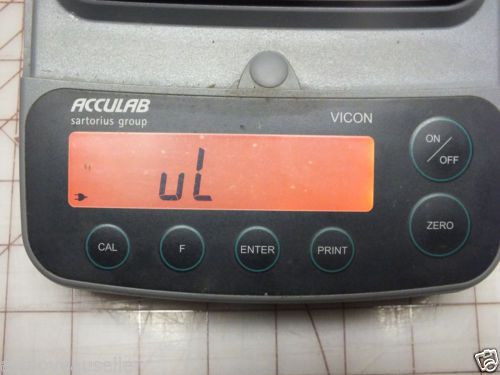 ACCULAB
sartorius group
VICON
ON/OFF
uL
CAL
F
ENTER
PRINT
ZERO